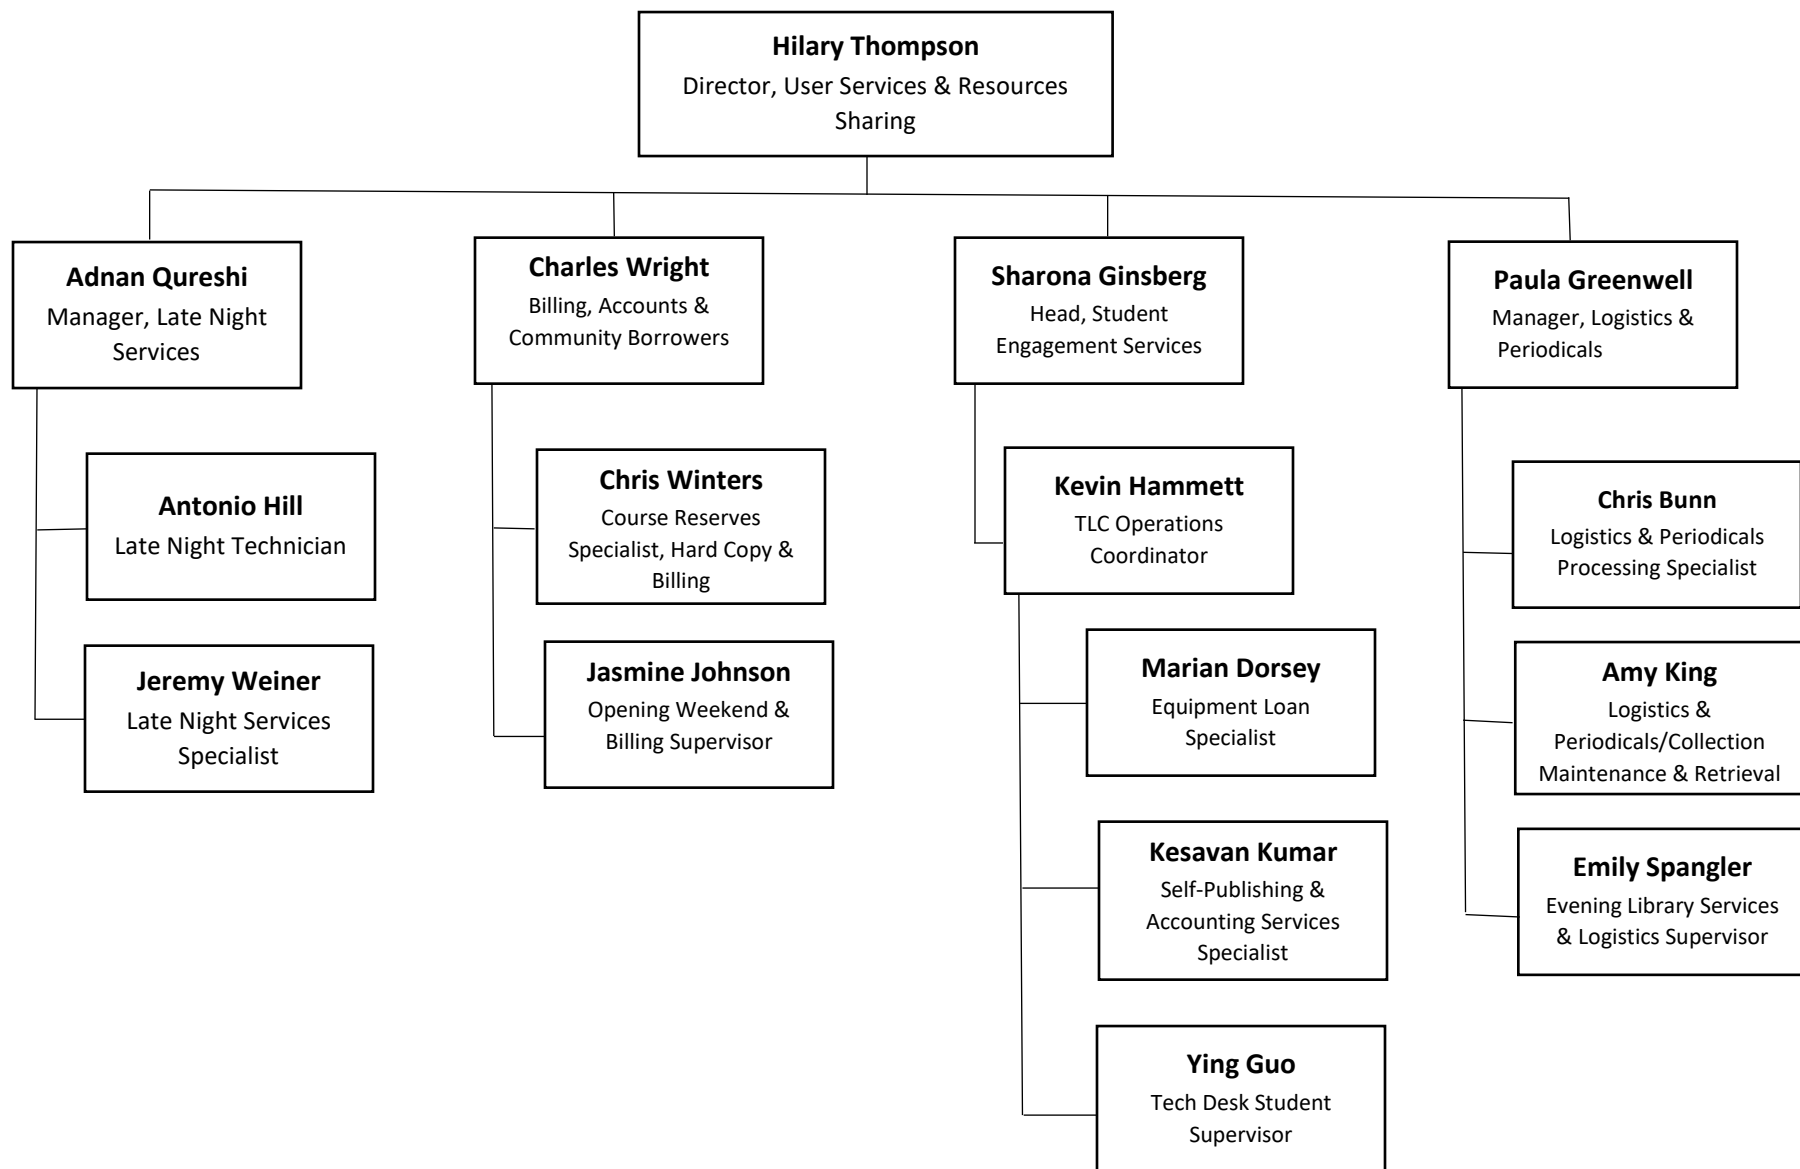 Hilary Thompson
Director, User Services & Resources
Sharing
Adnan Qureshi
Manager, Late Night
Services
Charles Wright
Billing, Accounts &
Community Borrowers
Sharona Ginsberg
Head, Student
Engagement Services
Paula Greenwell
Manager, Logistics &
Periodicals
Antonio Hill
Late Night Technician
Jeremy Weiner
Late Night Services
Specialist
Chris Winters
Course Reserves
Specialist, Hard Copy &
Billing
Jasmine Johnson
Opening Weekend &
Billing Supervisor
Kevin Hammett
TLC Operations
Coordinator
Marian Dorsey
Equipment Loan
Specialist
Kesavan Kumar
Self-Publishing &
Accounting Services
Specialist
Ying Guo
Tech Desk Student
Supervisor
Chris Bunn
Logistics & Periodicals
Processing Specialist
Amy King
Logistics &
Periodicals/Collection
Maintenance & Retrieval
Emily Spangler
Evening Library Services
& Logistics Supervisor